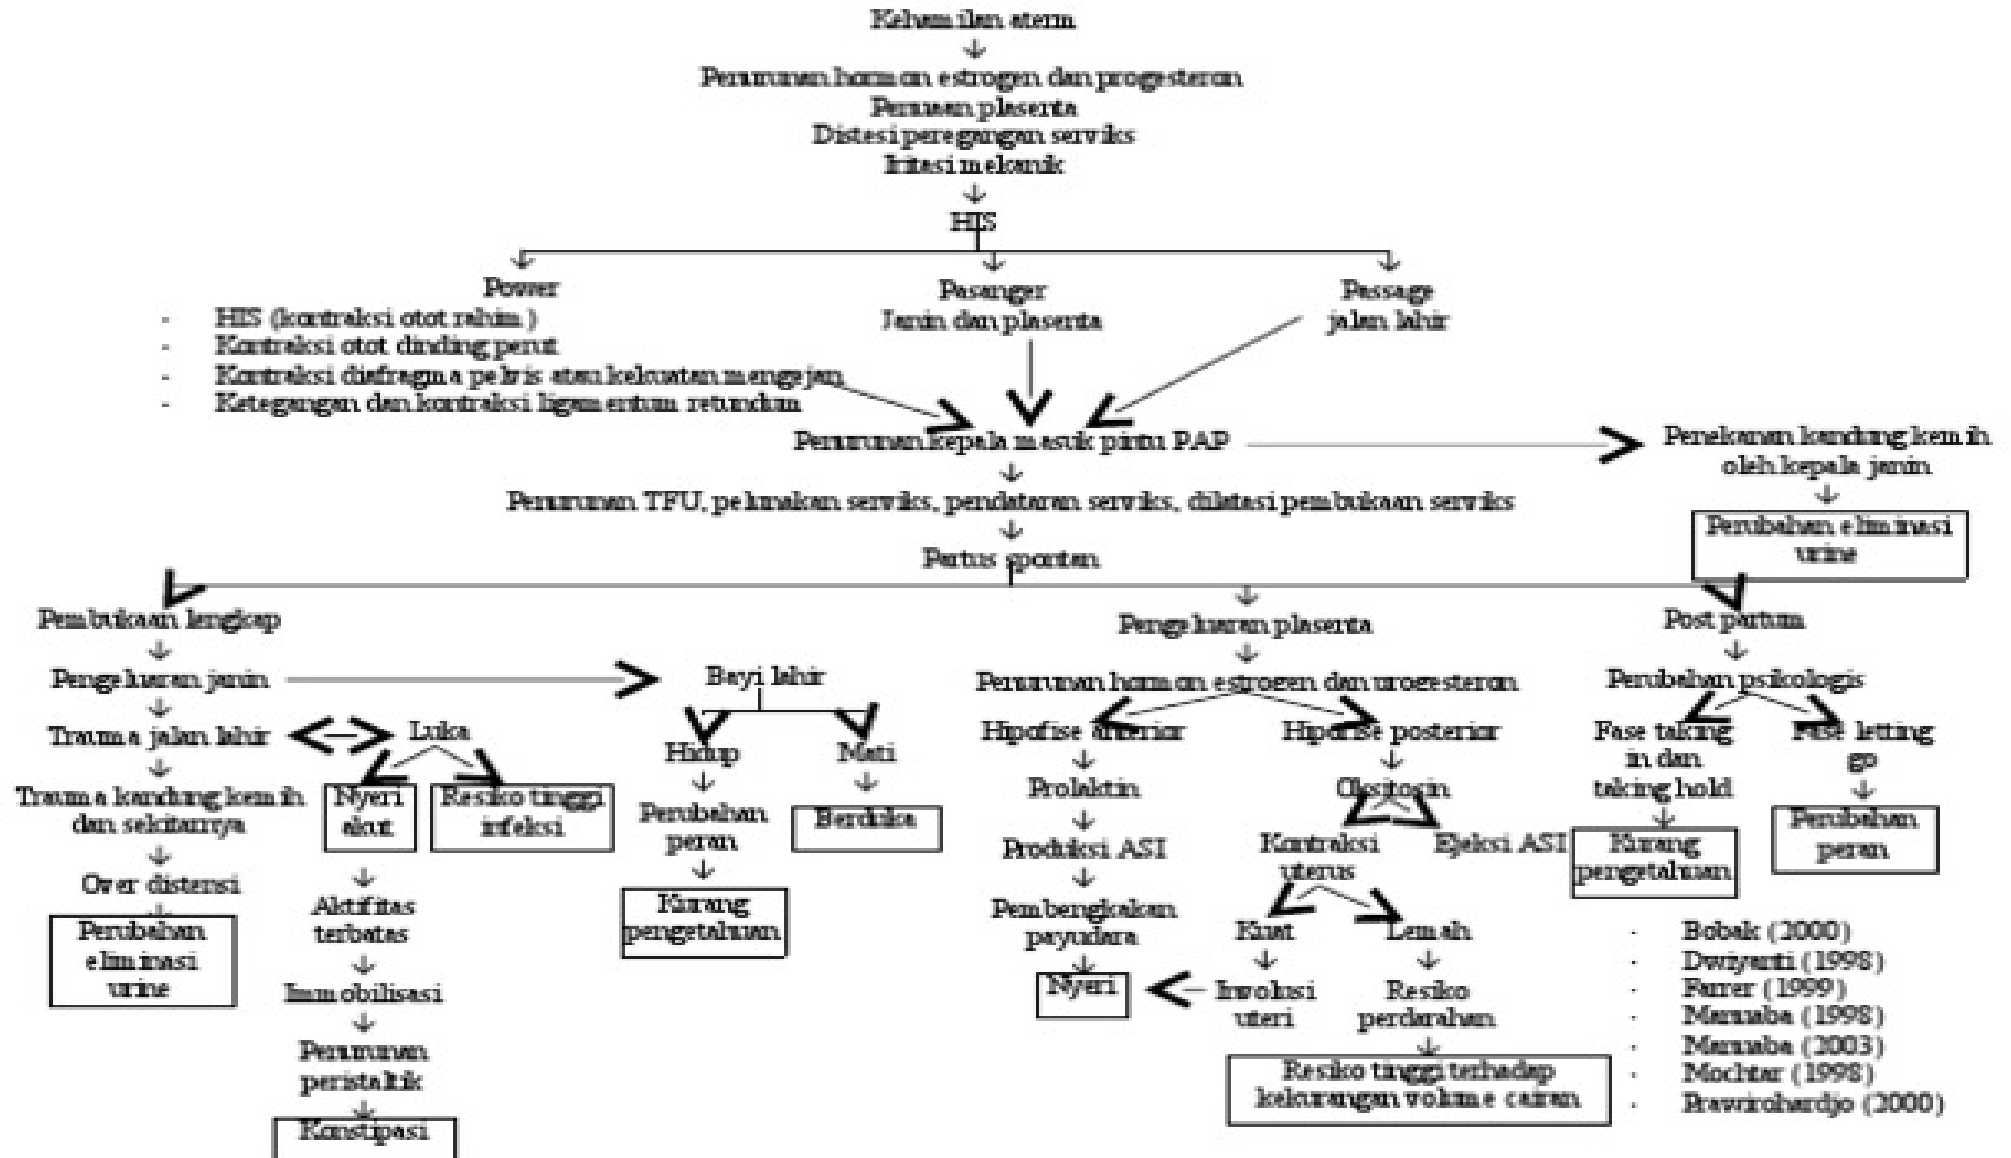 Kehamilan aterm
Penurunan hormon estrogen dan progesteron
Penuaan plasenta
Distesi peregangan serviks
Iritasi mekanik
HIS
Power
- HIS (kontraksi otot rahim)
- Kontraksi otot dinding perut
- Kontraksi diafragma pelvis atau kekuatan mengejan
- Ketegangan dan kontraksi ligamentum retundum
Pasanger
Janin dan plasenta
Passage
jalan lahir
Penurunan kepala masuk pintu PAP
Penekanan kandung kemih
oleh kepala janin
Perubahan eliminasi
urine
Penurunan TFU, pelunakan serviks, pendataran serviks, dilatasi pembukaan serviks
Partus spontan
Pembukaan lengkap
Pengeluaran janin
Trauma jalan lahir
Trauma kandung kemih
dan sekitarnya
Over distensi
Perubahan
eliminasi
urine
Luka
Nyeri
akut
Resiko tinggi
infeksi
Aktifitas
terbatas
Immobilisasi
Penurunan
peristaltik
Konstipasi
Bayi lahir
Hidup
Perubahan
peran
Kurang
pengetahuan
Mati
Berduka
Pengeluaran plasenta
Penurunan hormon estrogen dan urogesteron
Hipofise anterior
Prolaktin
Produksi ASI
Pembengkakan
payudara
Nyeri
Hipofise posterior
Oksitosin
Kontraksi
uterus
Ejeksi ASI
Kuat
Involusi
uteri
Lemah
Resiko
perdarahan
Resiko tinggi terhadap
kekurangan volume cairan
Post partum
Perubahan psikologis
Fase taking
in dan
taking hold
Kurang
pengetahuan
Fase letting
go
Perubahan
peran
- Bobak (2000)
- Dwiyanti (1998)
- Farrer (1999)
- Manuaba (1998)
- Manuaba (2003)
- Mochtar (1998)
- Prawirohardjo (2000)